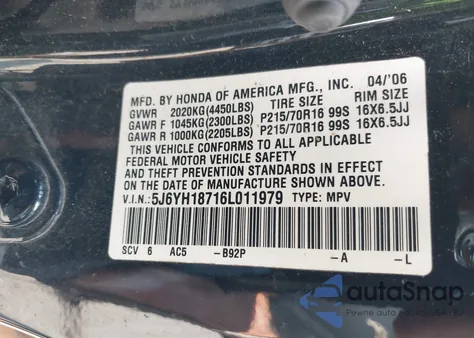 MFD. BY HONDA OF AMERICA MFG., INC. 04/'06
GVWR 2020KG(4450LBS) TIRE SIZE RIM SIZE
GAWR F 1045KG(2300LBS) P215/70R16 99S 16X6.5JJ
GAWR R 1000KG(2205LBS) P215/70R16 99S 16X6.5JJ
THIS VEHICLE CONFORMS TO ALL APPLICABLE
FEDERAL MOTOR VEHICLE SAFETY
AND THEFT PREVENTION STANDARDS IN EFFECT
ON THE DATE OF MANUFACTURE SHOWN ABOVE.
V.I.N.: 5J6YH18716L011979 TYPE: MPV
SCV 6 AC5 -B92P -A -L
autoSnap